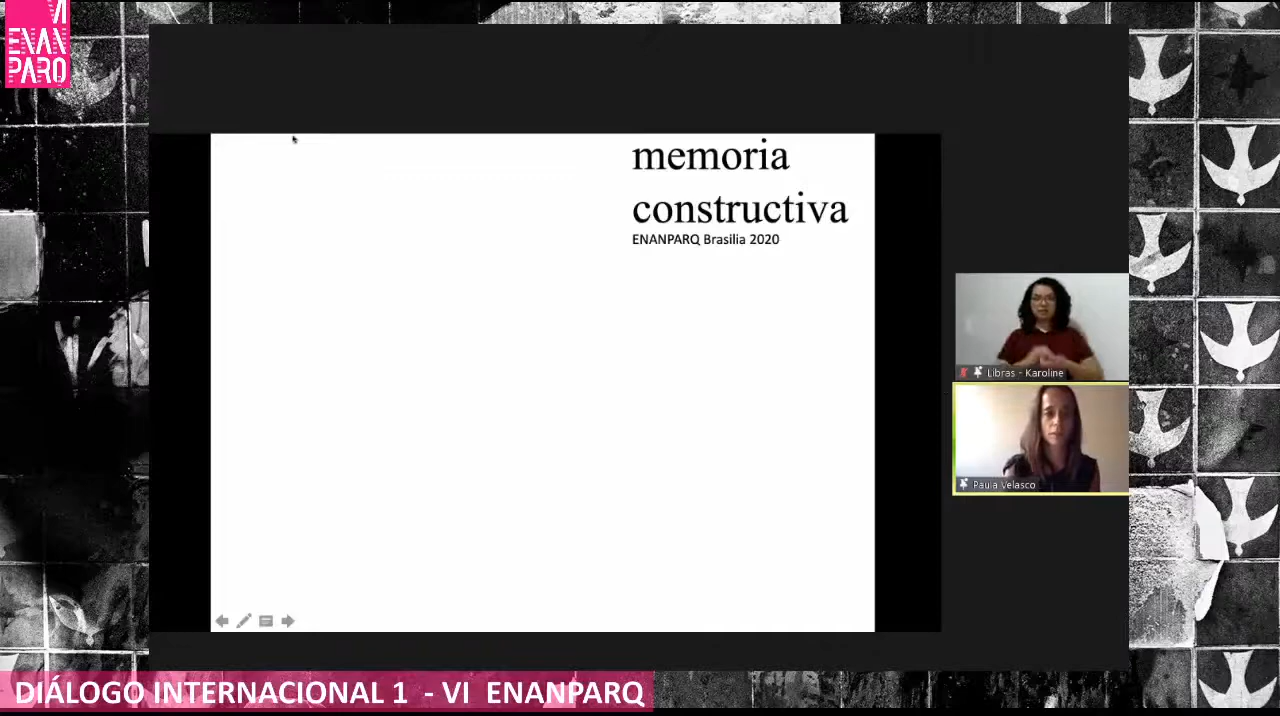 VI
ENAN
PARQ
memoria
constructiva
ENANPARQ Brasilia 2020
Libras - Karoline
Paula Velasco
DIÁLOGO INTERNACIONAL 1 - VI ENANPARQ